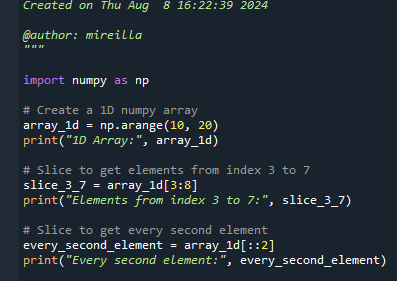 Created on Thu Aug  8 16:22:39 2024
@author: mireilla
"""
import numpy as np
# Create a 1D numpy array
array_1d = np.arange(10, 20)
print("1D Array:", array_1d)
# Slice to get elements from index 3 to 7
slice_3_7 = array_1d[3:8]
print("Elements from index 3 to 7:", slice_3_7)
# Slice to get every second element
every_second_element = array_1d[::2]
print("Every second element:", every_second_element)